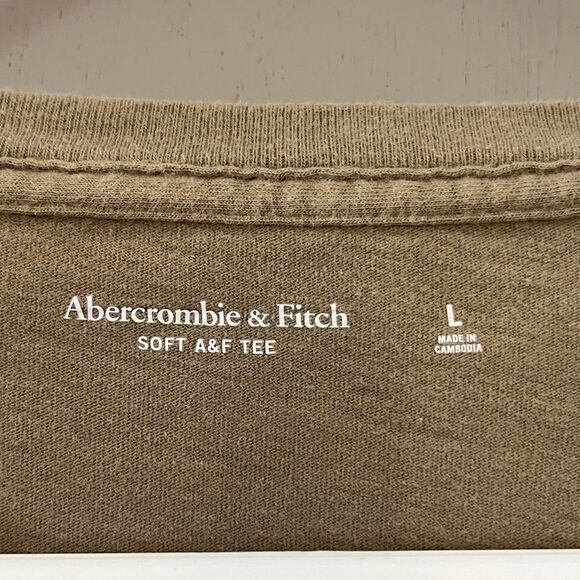 Abercrombie & Fitch
SOFT A&F TEE
L
MADE IN
CAMBODIA